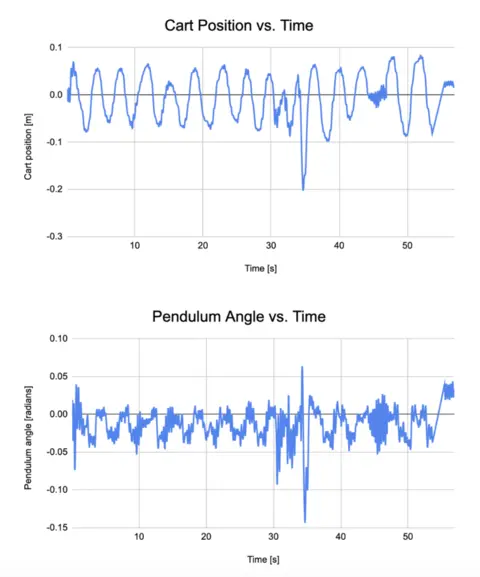 Cart Position vs. Time
0.1
0.0
-0.1
-0.2
-0.3
Cart position [m]
10 20 30 40 50
Time [s]
Pendulum Angle vs. Time
0.10
0.05
0.00
-0.05
-0.10
-0.15
Pendulum angle [radians]
10 20 30 40 50
Time [s]